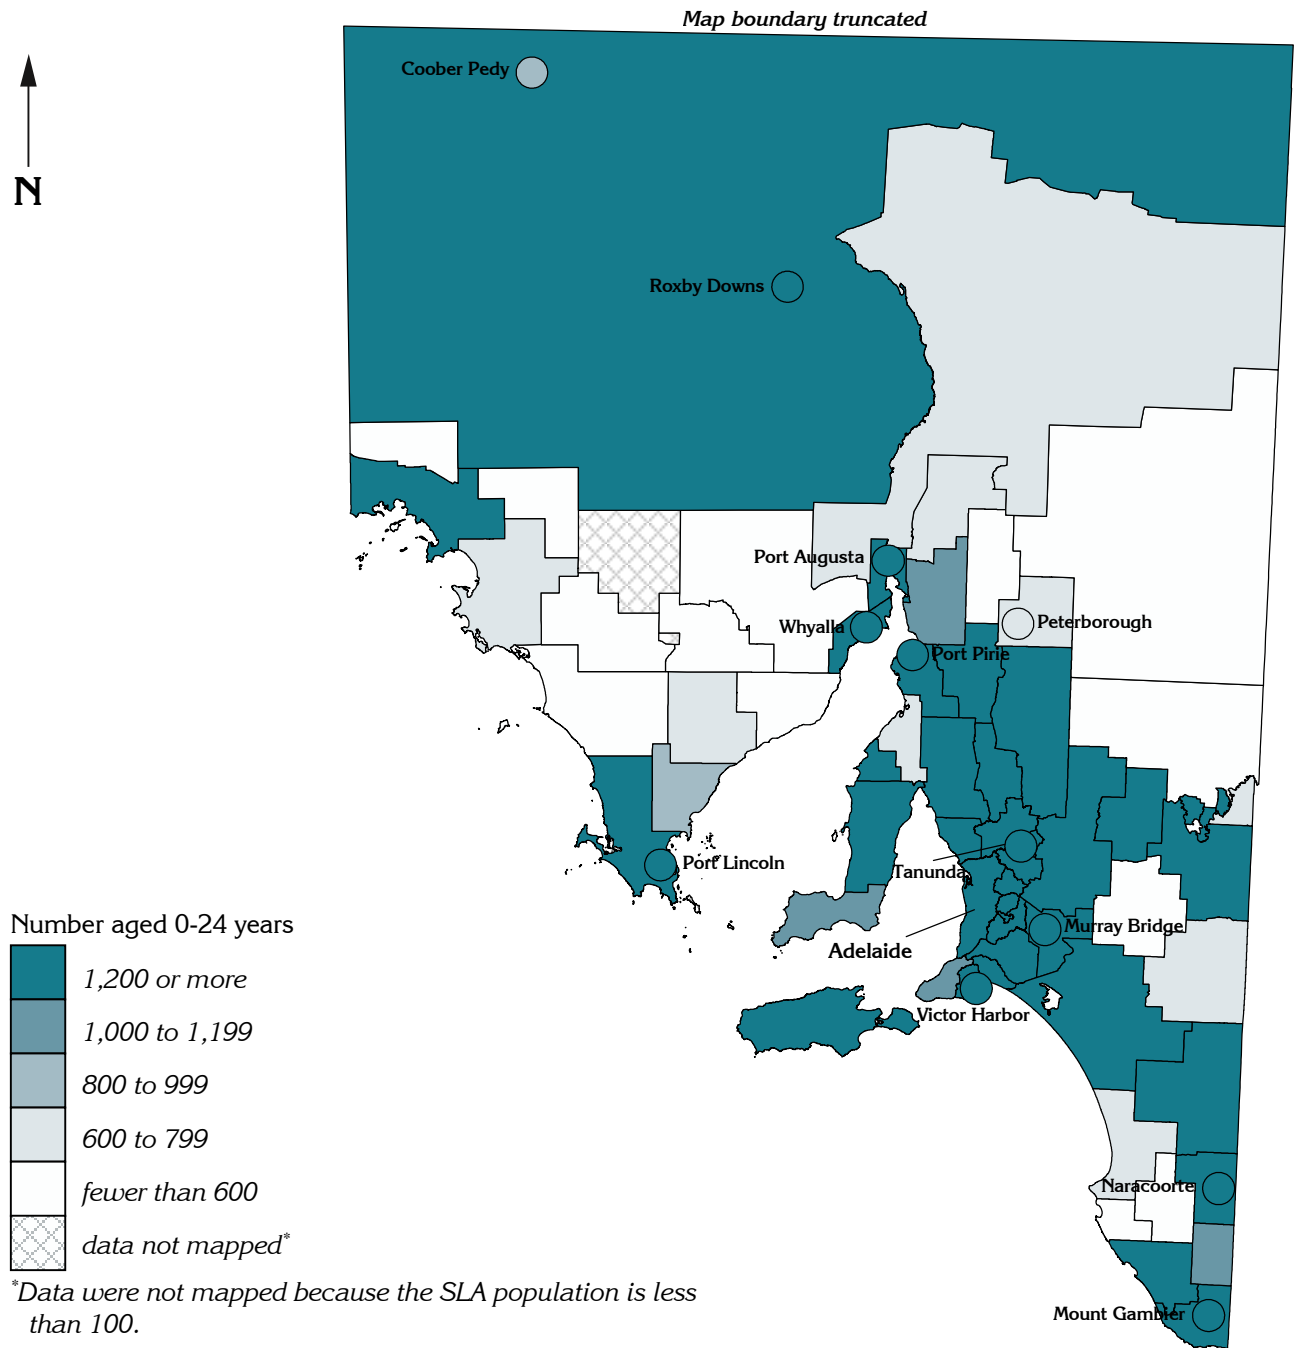 Map boundary truncated
Coober Pedy
N
Roxby Downs
Port Augusta
Whyalla
Peterborough
Port Pirie
Port Lincoln
Tanunda
Murray Bridge
Adelaide
Victor Harbor
Naracoorte
Mount Gambier
Number aged 0-24 years
1,200 or more
1,000 to 1,199
800 to 999
600 to 799
fewer than 600
data not mapped*
*Data were not mapped because the SLA population is less
than 100.